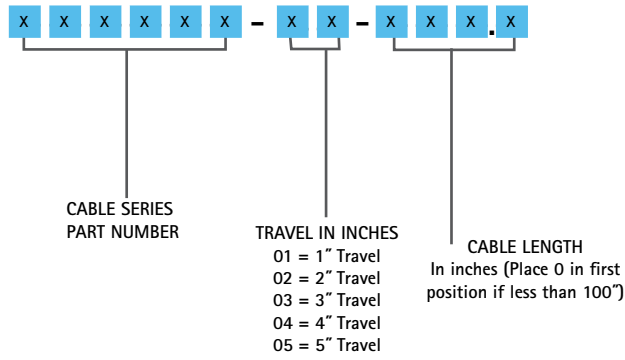 X X X X X X – X X – X X X.X
CABLE SERIES
PART NUMBER
TRAVEL IN INCHES
01 = 1″ Travel
02 = 2″ Travel
03 = 3″ Travel
04 = 4″ Travel
05 = 5″ Travel
CABLE LENGTH
In inches (Place 0 in first
position if less than 100″)